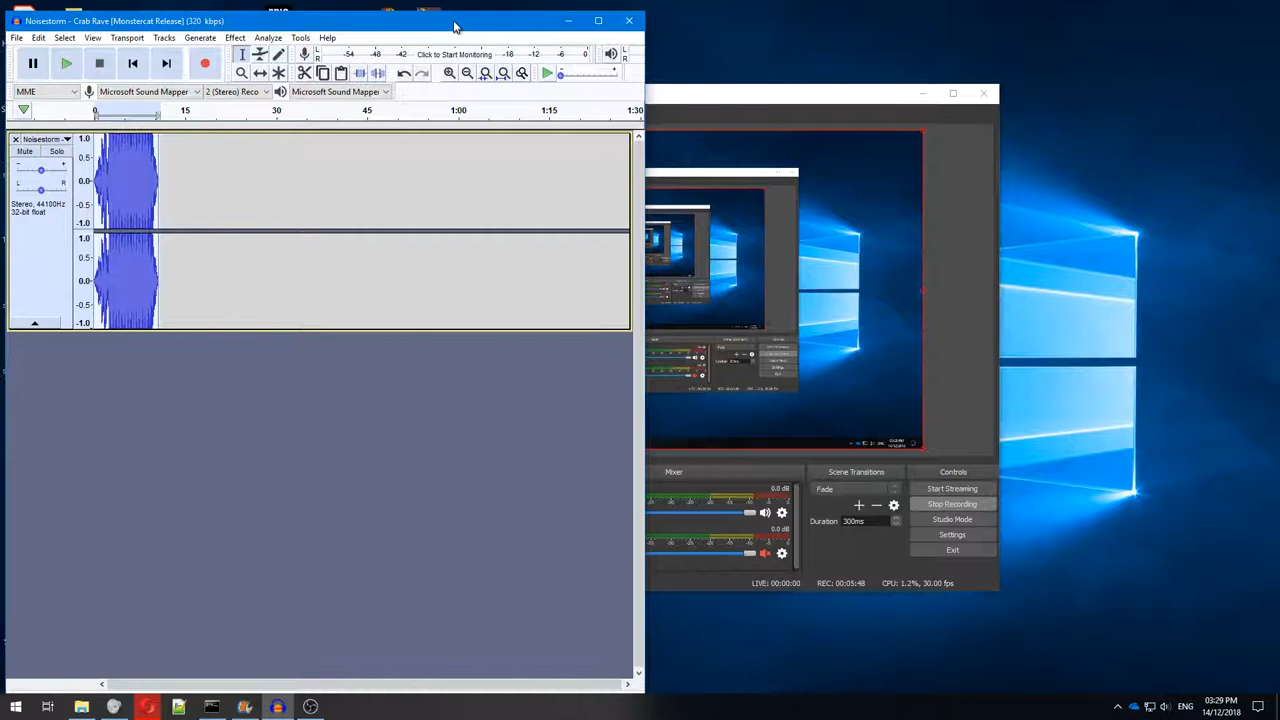 Noisestorm - Crab Rave [Monstercat Release] (320 kbps)
File Edit Select View Transport Tracks Generate Effect Analyze Tools Help
L R -54 -48 -42 Click to Start Monitoring -18 -12 -6 0 L R
MME Microsoft Sound Mapper 2 (Stereo) Reco Microsoft Sound Mapper
0 15 30 45 1:00 1:15 1:30
Noisestorm - 1.0
Mute Solo 0.5
- + 0.0
L R -0.5
Stereo, 44100Hz
32-bit float
-1.0
1.0
0.5
0.0
-0.5
-1.0
Mixer Scene Transitions Controls
0.0 dB Fade Start Streaming
Stop Recording
Duration 300ms Studio Mode
0.0 dB Settings
Exit
LIVE: 00:00:00 REC: 00:05:48 CPU: 1.2%, 30.00 fps
ENG 03:29 PM
14/12/2018